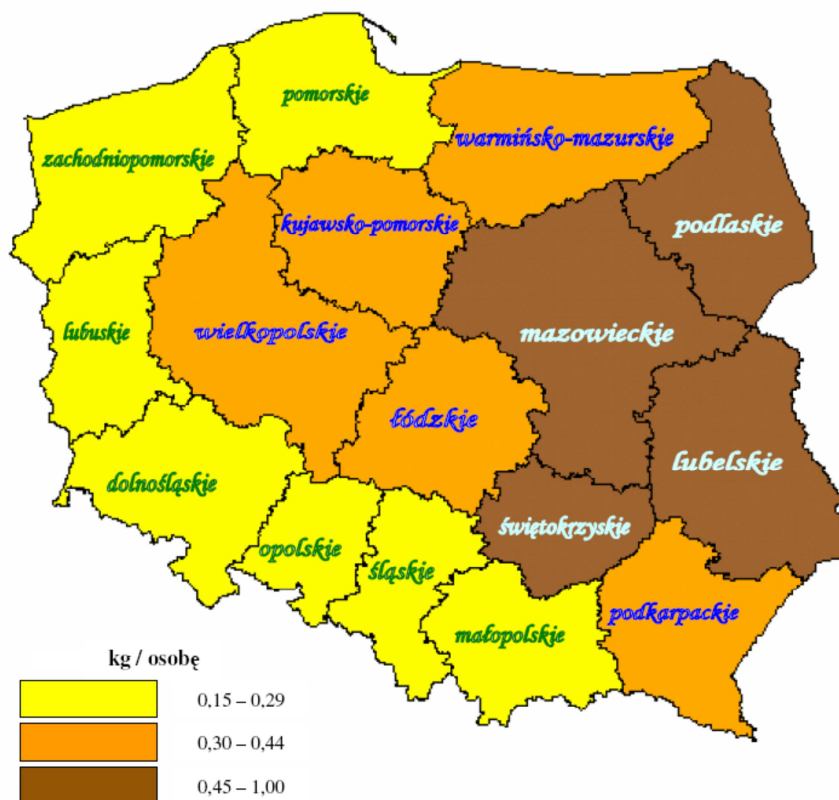 pomorskie
warmińsko-mazurskie
zachodniopomorskie
kujawsko-pomorskie
podlaskie
lubuskie
wielkopolskie
mazowieckie
łódzkie
lubelskie
dolnośląskie
świętokrzyskie
opolskie
śląskie
małopolskie
podkarpackie
kg / osobę
0,15 – 0,29
0,30 – 0,44
0,45 – 1,00